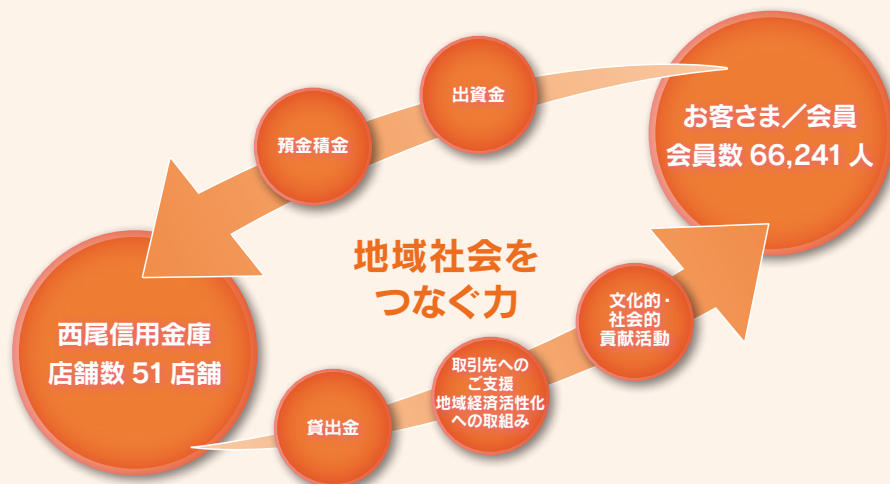 出資金
預金積金
お客さま／会員
会員数 66,241 人
地域社会を
つなぐ力
西尾信用金庫
店舗数 51 店舗
文化的・
社会的
貢献活動
取引先への
ご支援
地域経済活性化
への取組み
貸出金